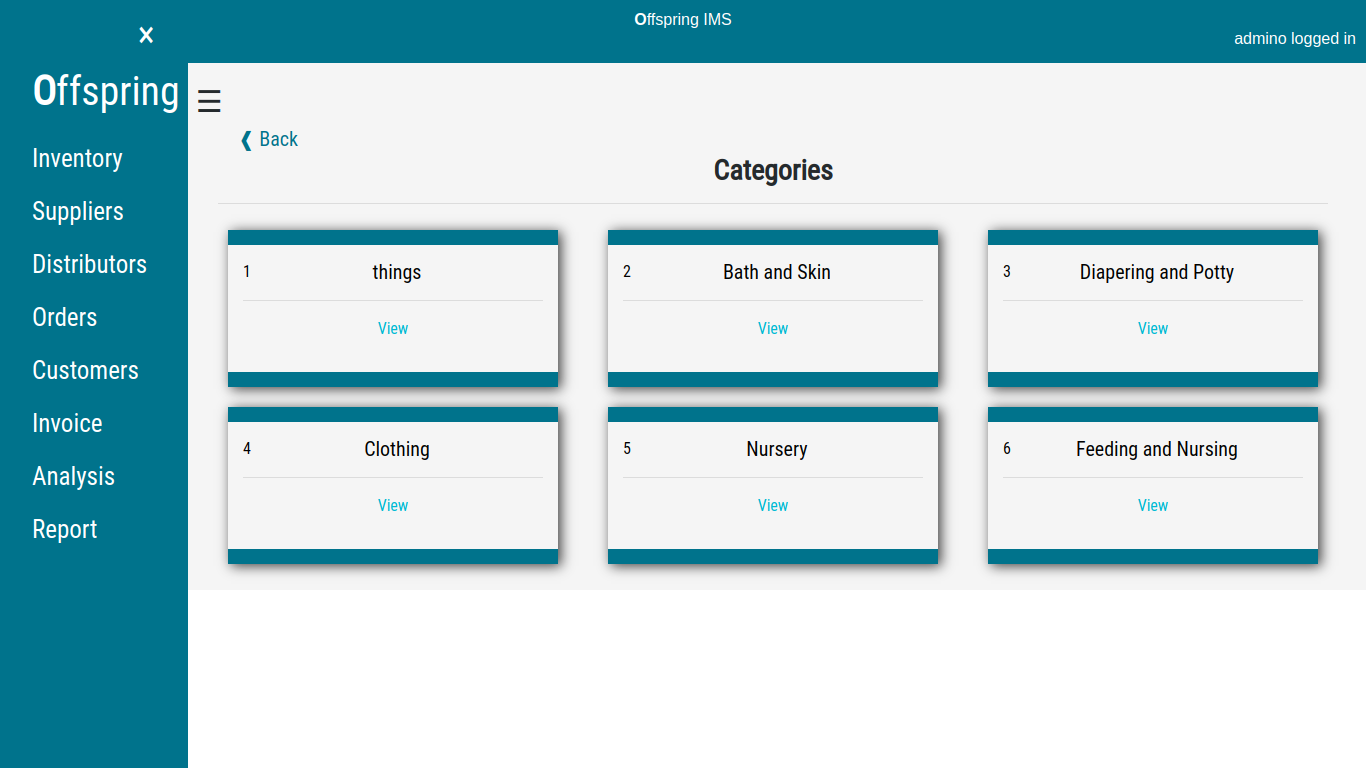 Offspring IMS
admino logged in
×
Offspring
Inventory
Suppliers
Distributors
Orders
Customers
Invoice
Analysis
Report
☰
❰ Back
Categories
1 things
View
2 Bath and Skin
View
3 Diapering and Potty
View
4 Clothing
View
5 Nursery
View
6 Feeding and Nursing
View